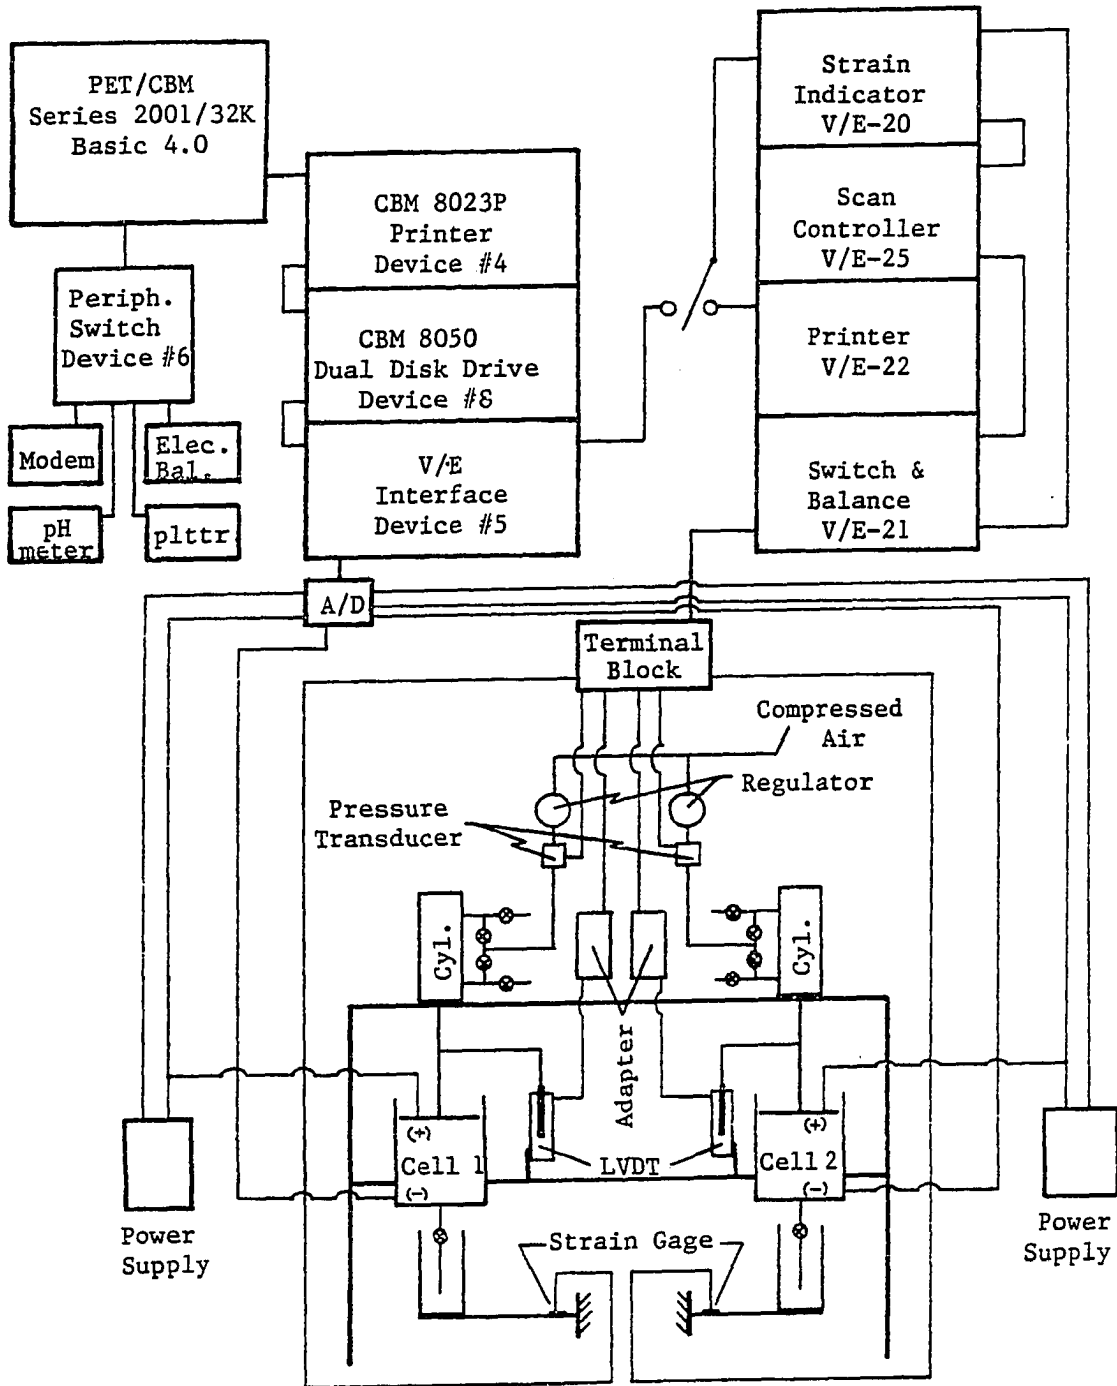 PET/CBM
Series 2001/32K
Basic 4.0
Periph.
Switch
Device #6
Modem
Elec.
Bal.
pH
meter
plttr
CBM 8023P
Printer
Device #4
CBM 8050
Dual Disk Drive
Device #8
V/E
Interface
Device #5
A/D
Strain
Indicator
V/E-20
Scan
Controller
V/E-25
Printer
V/E-22
Switch &
Balance
V/E-21
Terminal
Block
Compressed
Air
Regulator
Pressure
Transducer
Cyl.
Cyl.
Adapter
(+)
Cell 1
(-)
LVDT
(+)
Cell 2
(-)
Power
Supply
Power
Supply
Strain Gage